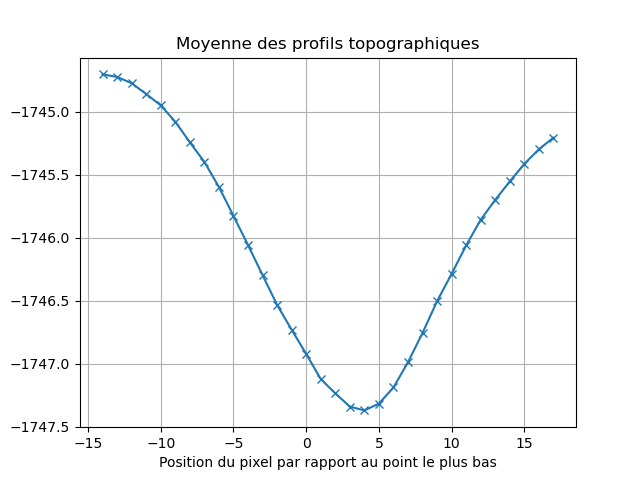 Moyenne des profils topographiques
−1745.0
−1745.5
−1746.0
−1746.5
−1747.0
−1747.5
−15 −10 −5 0 5 10 15
Position du pixel par rapport au point le plus bas